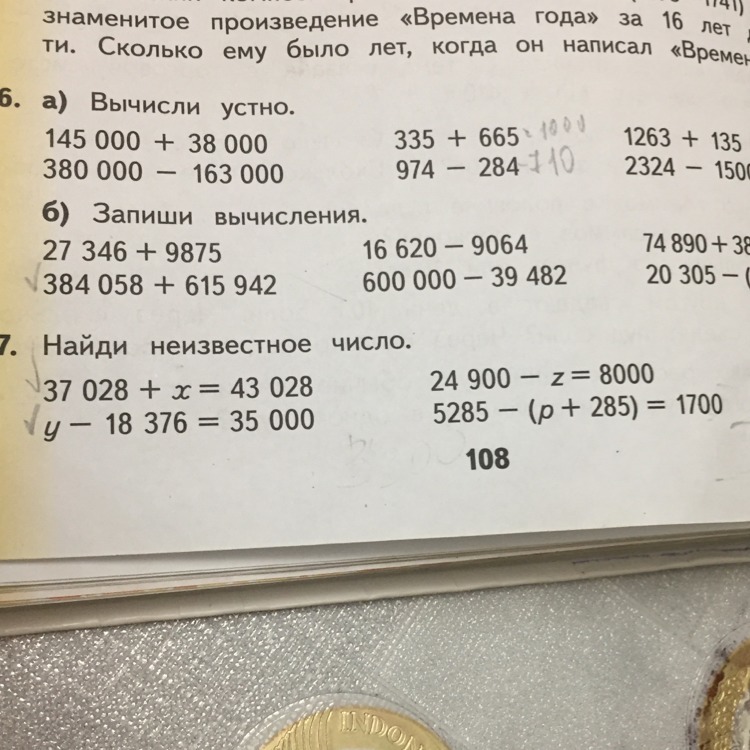 1741)
знаменитое произведение «Времена года» за 16 лет
ти. Сколько ему было лет, когда он написал «Времен
6. а) Вычисли устно.
145 000 + 38 000 335 + 665 = 1000 1263 + 135
380 000 − 163 000 974 − 284 710 2324 − 1500
б) Запиши вычисления.
27 346 + 9875 16 620 − 9064 74 890 + 38
384 058 + 615 942 600 000 − 39 482 20 305 − (
7. Найди неизвестное число.
37 028 + x = 43 028 24 900 − z = 8000
y − 18 376 = 35 000 5285 − (p + 285) = 1700
108
INDON